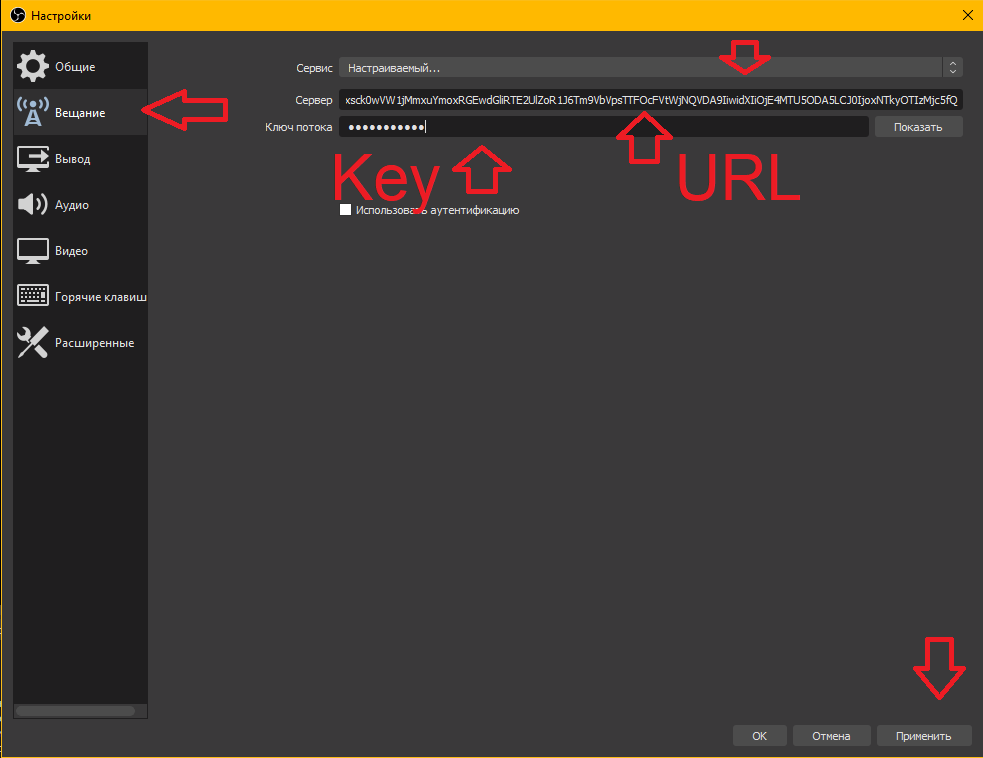 Настройки
Общие
Вещание
Вывод
Аудио
Видео
Горячие клавиш
Расширенные
Сервис
Настраиваемый...
Сервер
xsck0wVW1jMmxuYmoxRGEwdGliRTE2UlZoR1J6Tm9VbVpsTTFOcFVtWjNQVDA9IiwidXIiOjE4MTU5ODA5LCJ0IjoxNTkyOTIzMjc5fQ
Ключ потока
●●●●●●●●●●●
Показать
Key
URL
Использовать аутентификацию
OK
Отмена
Применить